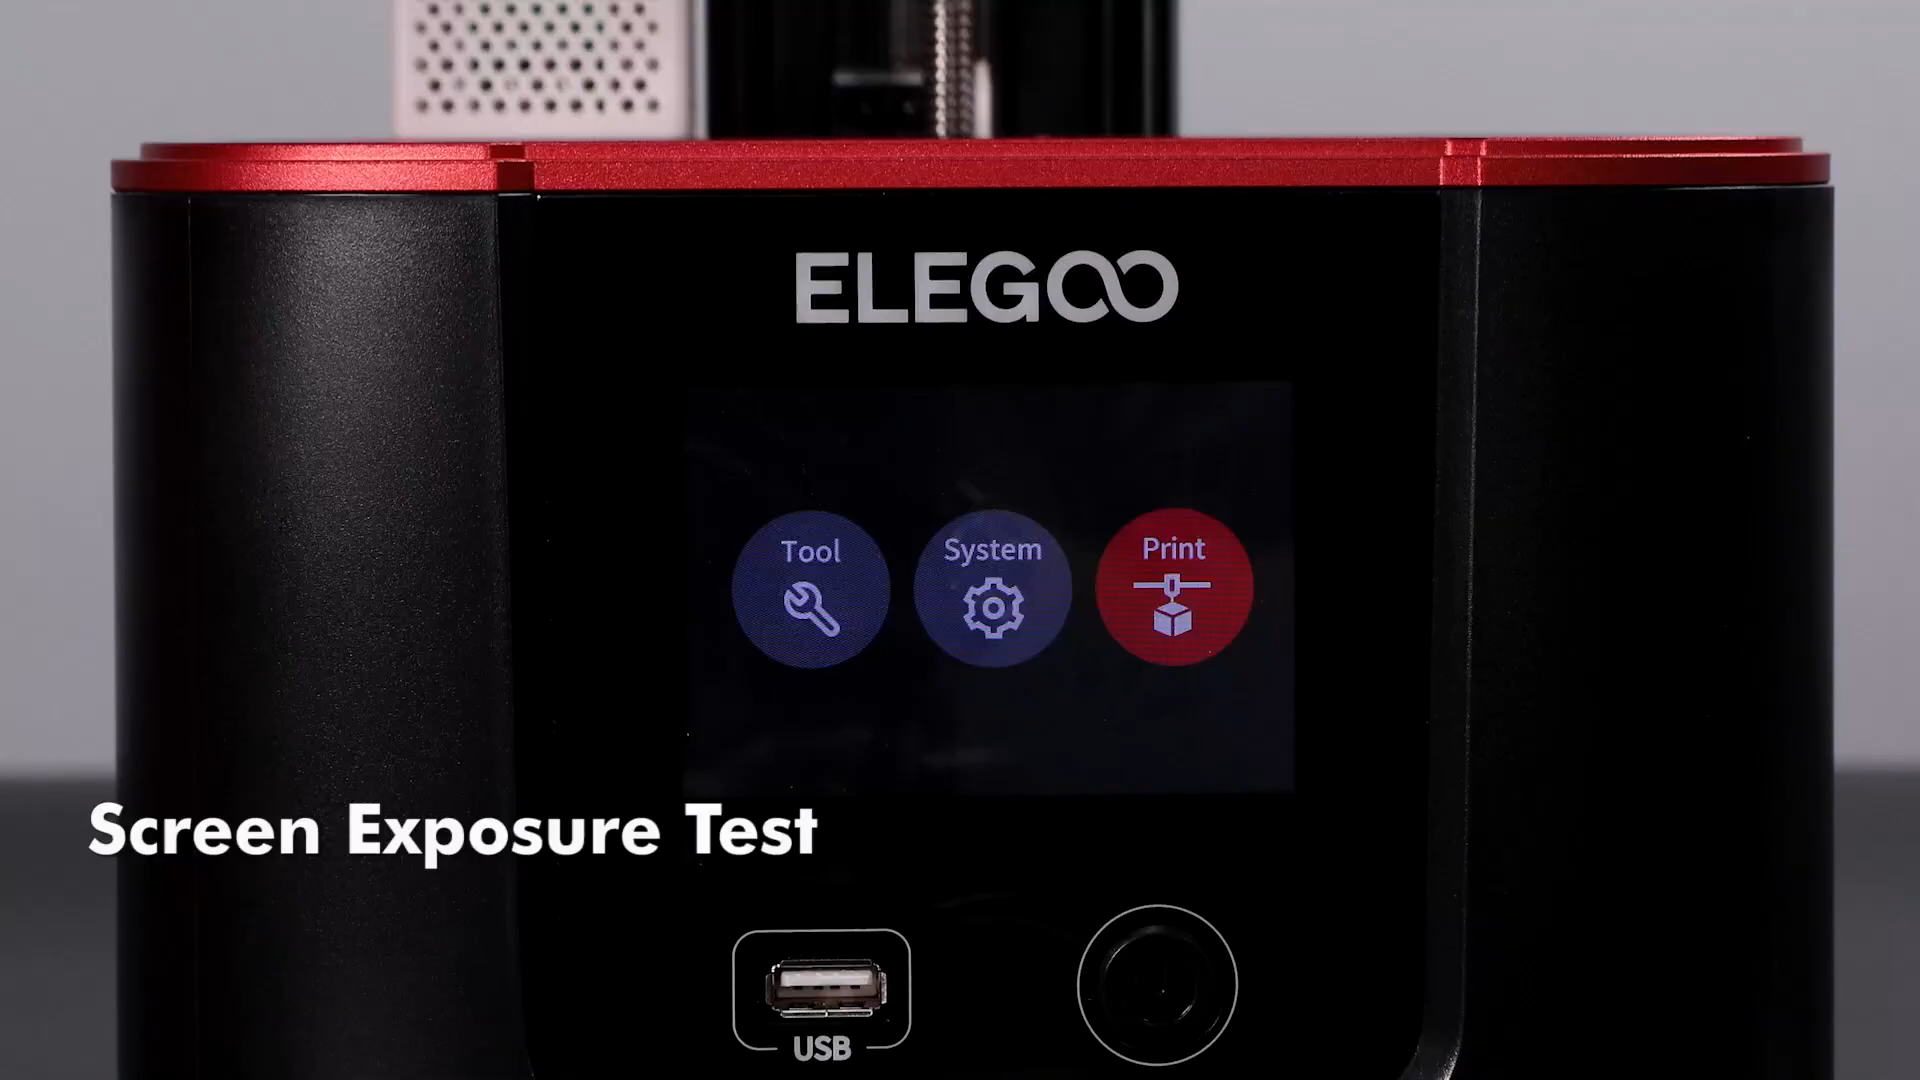 ELEGOO
Tool
System
Print
Screen Exposure Test
USB